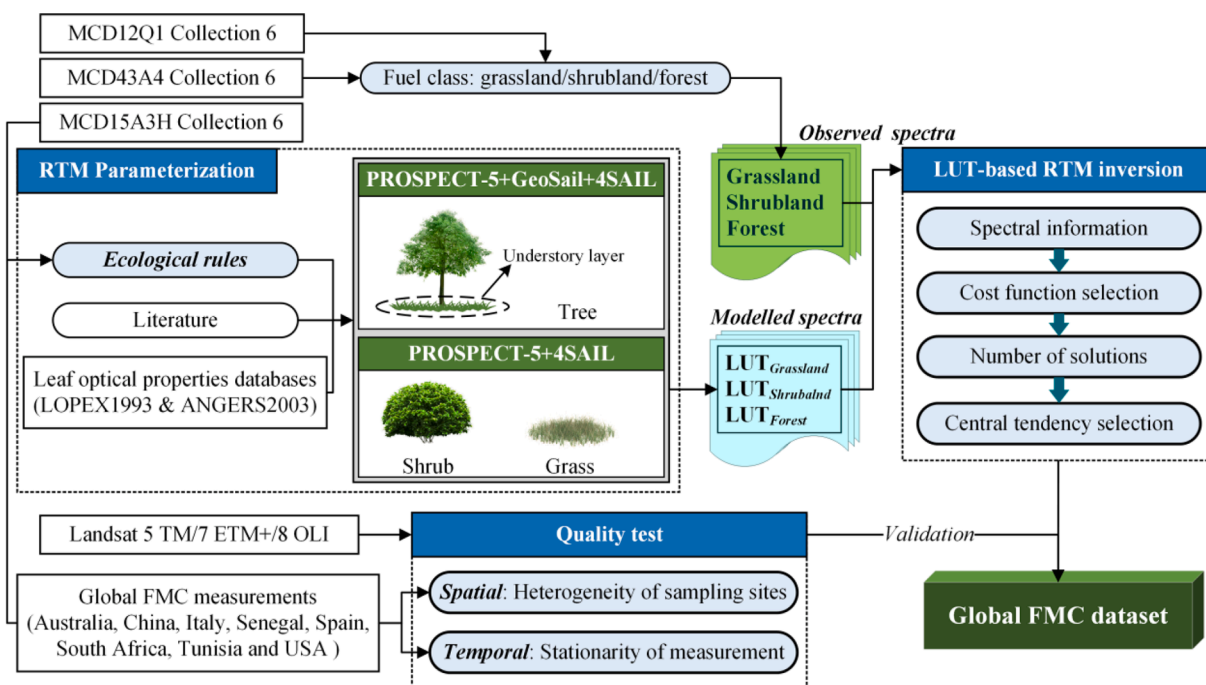 MCD12Q1 Collection 6
MCD43A4 Collection 6
MCD15A3H Collection 6
Fuel class: grassland/shrubland/forest
Observed spectra
Grassland
Shrubland
Forest
RTM Parameterization
Ecological rules
Literature
Leaf optical properties databases
(LOPEX1993 & ANGERS2003)
PROSPECT-5+GeoSail+4SAIL
Understory layer
Tree
PROSPECT-5+4SAIL
Shrub
Grass
Modelled spectra
LUTGrassland
LUTShrubalnd
LUTForest
LUT-based RTM inversion
Spectral information
Cost function selection
Number of solutions
Central tendency selection
Landsat 5 TM/7 ETM+/8 OLI
Global FMC measurements
(Australia, China, Italy, Senegal, Spain,
South Africa, Tunisia and USA )
Quality test
Spatial: Heterogeneity of sampling sites
Temporal: Stationarity of measurement
Validation
Global FMC dataset